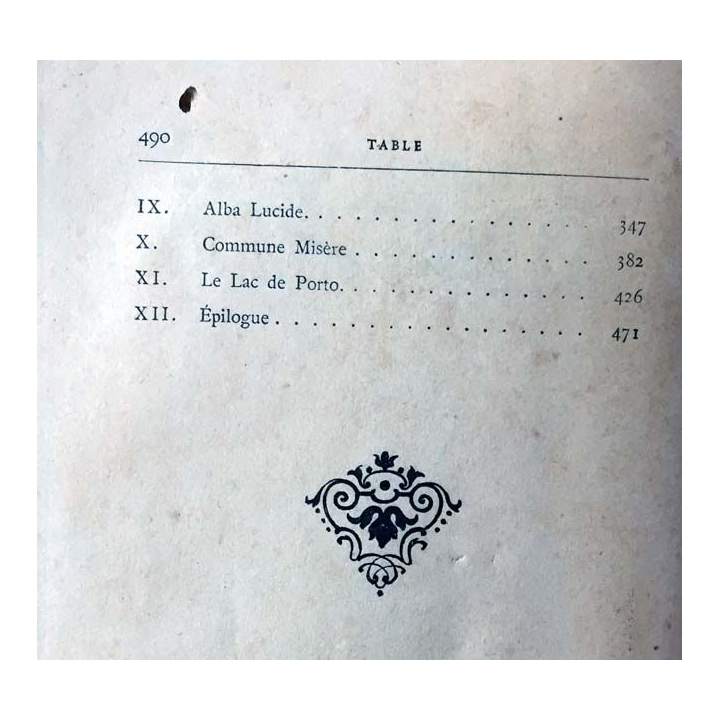 490 TABLE
IX. Alba Lucide. . . . . . . . . . . . . . . . 347
X. Commune Misère . . . . . . . . . . . . . 382
XI. Le Lac de Porto. . . . . . . . . . . . . . 426
XII. Épilogue . . . . . . . . . . . . . . . . . 471